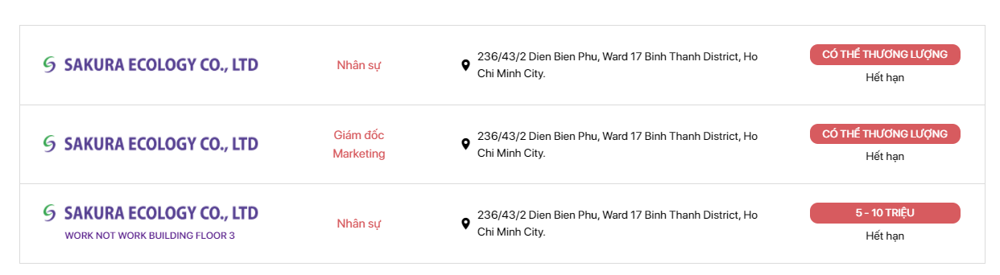 SAKURA ECOLOGY CO., LTD
Nhân sự
236/43/2 Dien Bien Phu, Ward 17 Binh Thanh District, Ho
Chi Minh City.
CÓ THỂ THƯƠNG LƯỢNG
Hết hạn
SAKURA ECOLOGY CO., LTD
Giám đốc
Marketing
236/43/2 Dien Bien Phu, Ward 17 Binh Thanh District, Ho
Chi Minh City.
CÓ THỂ THƯƠNG LƯỢNG
Hết hạn
SAKURA ECOLOGY CO., LTD
WORK NOT WORK BUILDING FLOOR 3
Nhân sự
236/43/2 Dien Bien Phu, Ward 17 Binh Thanh District, Ho
Chi Minh City.
5 - 10 TRIỆU
Hết hạn